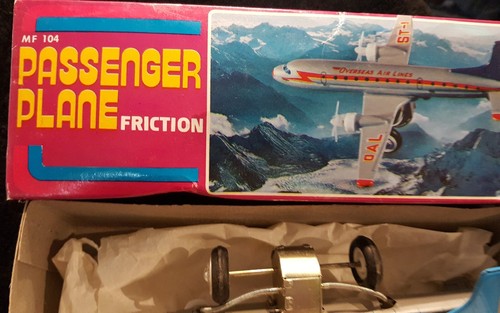 MF 104
PASSENGER
PLANE FRICTION
OVERSEAS AIR LINES
ST-1
OAL